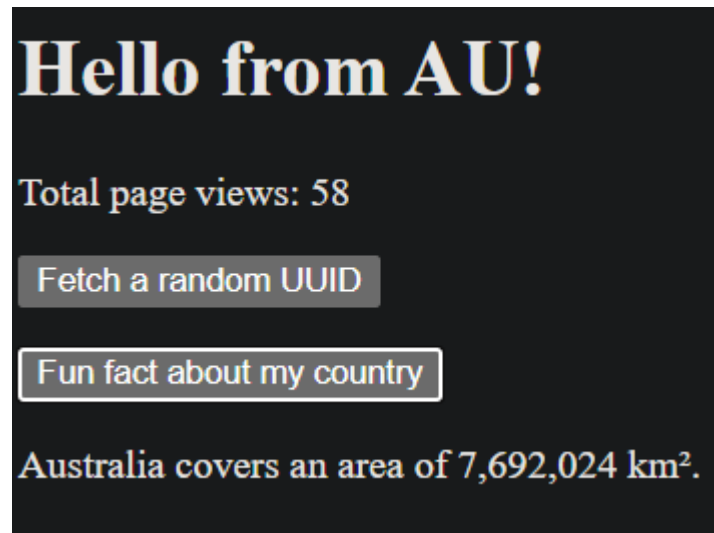 Hello from AU!
Total page views: 58
Fetch a random UUID
Fun fact about my country
Australia covers an area of 7,692,024 km².